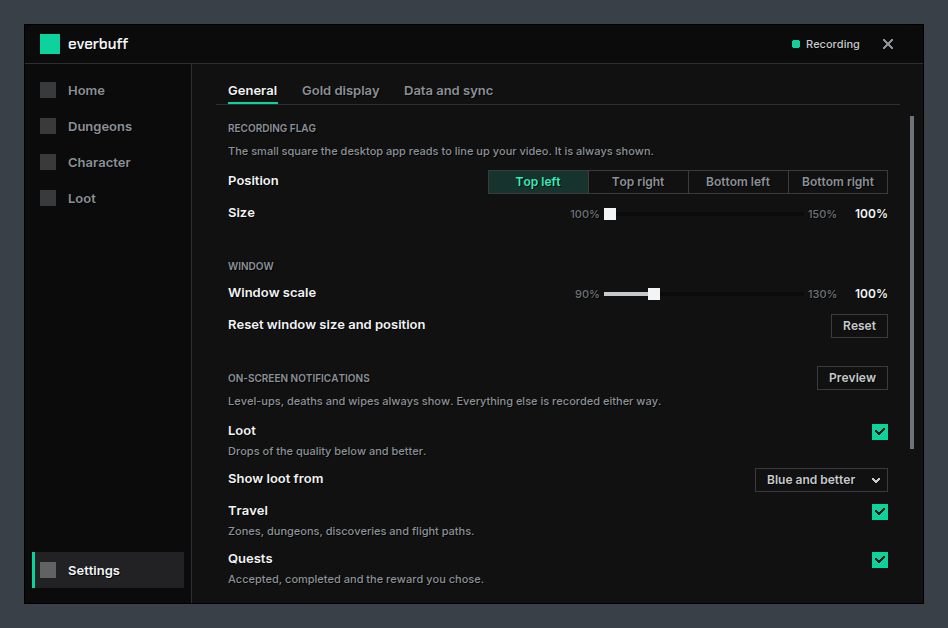 everbuff
Recording
Home
Dungeons
Character
Loot
Settings
General Gold display Data and sync
RECORDING FLAG
The small square the desktop app reads to line up your video. It is always shown.
Position Top left Top right Bottom left Bottom right
Size 100% 150% 100%
WINDOW
Window scale 90% 130% 100%
Reset window size and position Reset
ON-SCREEN NOTIFICATIONS Preview
Level-ups, deaths and wipes always show. Everything else is recorded either way.
Loot
Drops of the quality below and better.
Show loot from Blue and better
Travel
Zones, dungeons, discoveries and flight paths.
Quests
Accepted, completed and the reward you chose.